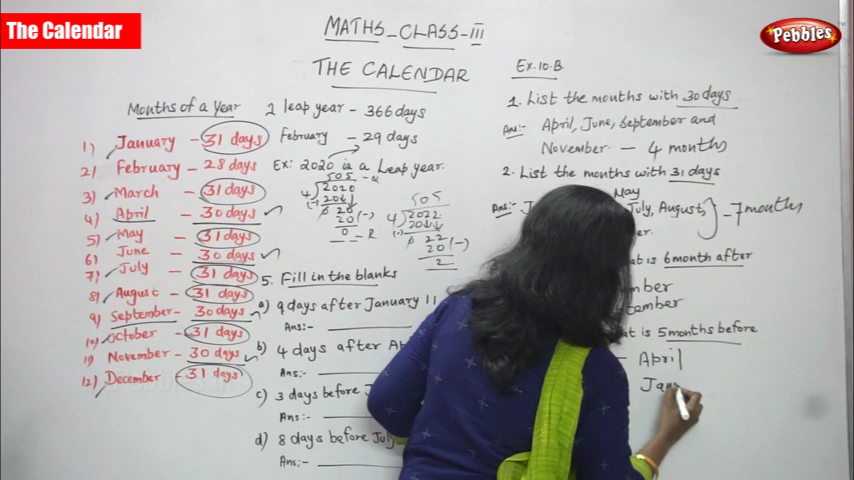 The Calendar
Pebbles
MATHS_CLASS-III
THE CALENDAR
Months of a Year
1) January - 31 days
2) February - 28 days
3) March - 31 days
4) April - 30 days
5) May - 31 days
6) June - 30 days
7) July - 31 days
8) August - 31 days
9) September - 30 days
10) October - 31 days
11) November - 30 days
12) December - 31 days
2 leap year - 366 days
February - 29 days
Ex: 2020 is a Leap year.
505 - Q
4) 2020
(-) 20
20
20 (-)
0 - R
505
4) 2022
(-) 20
22
20 (-)
2
5. Fill in the blanks
a) 9 days after January 11
Ans:-
b) 4 days after
Ans:-
c) 3 days before
Ans:-
d) 8 days before July
Ans:-
Ex.10.B
1. List the months with 30 days
Ans:- April, June, September and
November. - 4 months
2. List the months with 31 days
May
Ans:- July, August, - 7 months
is 6 month after
is 5 months before
- April
Jan